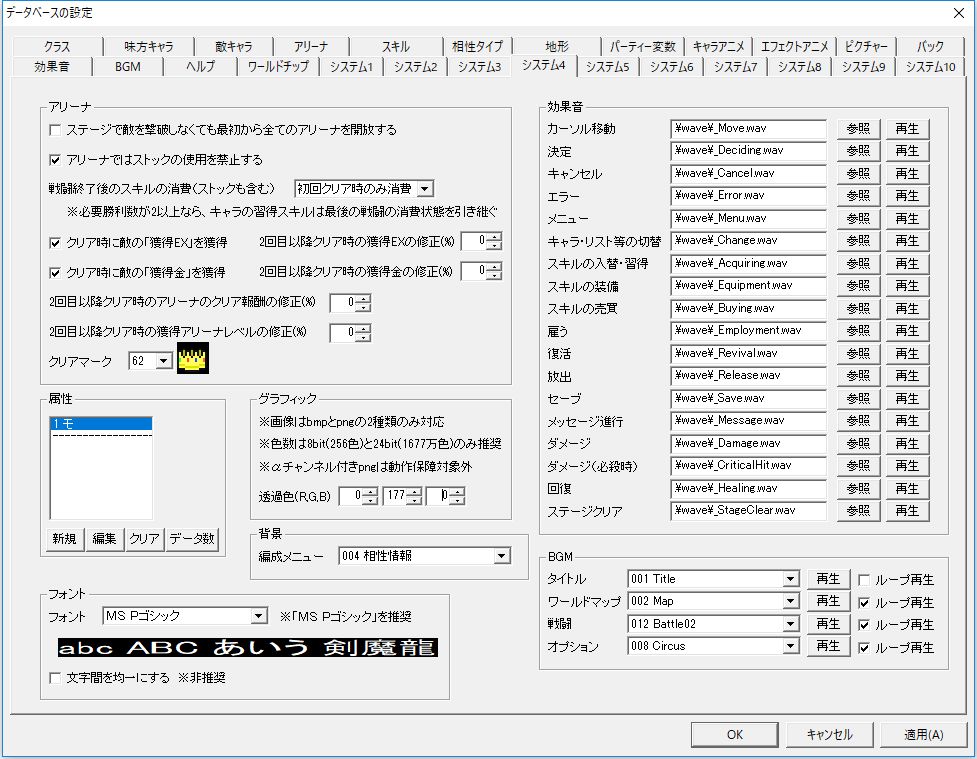 データベースの設定
クラス 味方キャラ 敵キャラ アリーナ スキル 相性タイプ 地形 パーティー変数 キャラアニメ エフェクトアニメ ピクチャー パック
効果音 BGM ヘルプ ワールドチップ システム1 システム2 システム3 システム4 システム5 システム6 システム7 システム8 システム9 システム10
アリーナ
ステージで敵を撃破しなくても最初から全てのアリーナを開放する
アリーナではストックの使用を禁止する
戦闘終了後のスキルの消費(ストックも含む) 初回クリア時のみ消費
※必要勝利数が2以上なら、キャラの習得スキルは最後の戦闘の消費状態を引き継ぐ
クリア時に敵の「獲得EX」を獲得 2回目以降クリア時の獲得EXの修正(%) 0
クリア時に敵の「獲得金」を獲得 2回目以降クリア時の獲得金の修正(%) 0
2回目以降クリア時のアリーナのクリア報酬の修正(%) 0
2回目以降クリア時の獲得アリーナレベルの修正(%) 0
クリアマーク 62
属性
1 モ
新規 編集 クリア データ数
グラフィック
※画像はbmpとpngの2種類のみ対応
※色数は8bit(256色)と24bit(1677万色)のみ推奨
※αチャンネル付きpngは動作保障対象外
透過色(R,G,B) 0 177 0
背景
編成メニュー 004 相性情報
フォント
フォント MS Pゴシック ※「MS Pゴシック」を推奨
abc ABC あいう 剣魔龍
文字間を均一にする ※非推奨
効果音
カーソル移動 ¥wave¥_Move.wav 参照 再生
決定 ¥wave¥_Deciding.wav 参照 再生
キャンセル ¥wave¥_Cancel.wav 参照 再生
エラー ¥wave¥_Error.wav 参照 再生
メニュー ¥wave¥_Menu.wav 参照 再生
キャラ・リスト等の切替 ¥wave¥_Change.wav 参照 再生
スキルの入替・習得 ¥wave¥_Acquiring.wav 参照 再生
スキルの装備 ¥wave¥_Equipment.wav 参照 再生
スキルの売買 ¥wave¥_Buying.wav 参照 再生
雇う ¥wave¥_Employment.wav 参照 再生
復活 ¥wave¥_Revival.wav 参照 再生
放出 ¥wave¥_Release.wav 参照 再生
セーブ ¥wave¥_Save.wav 参照 再生
メッセージ進行 ¥wave¥_Message.wav 参照 再生
ダメージ ¥wave¥_Damage.wav 参照 再生
ダメージ(必殺時) ¥wave¥_CriticalHit.wav 参照 再生
回復 ¥wave¥_Healing.wav 参照 再生
ステージクリア ¥wave¥_StageClear.wav 参照 再生
BGM
タイトル 001 Title 再生 ループ再生
ワールドマップ 002 Map 再生 ループ再生
戦闘 012 Battle02 再生 ループ再生
オプション 008 Circus 再生 ループ再生
OK キャンセル 適用(A)